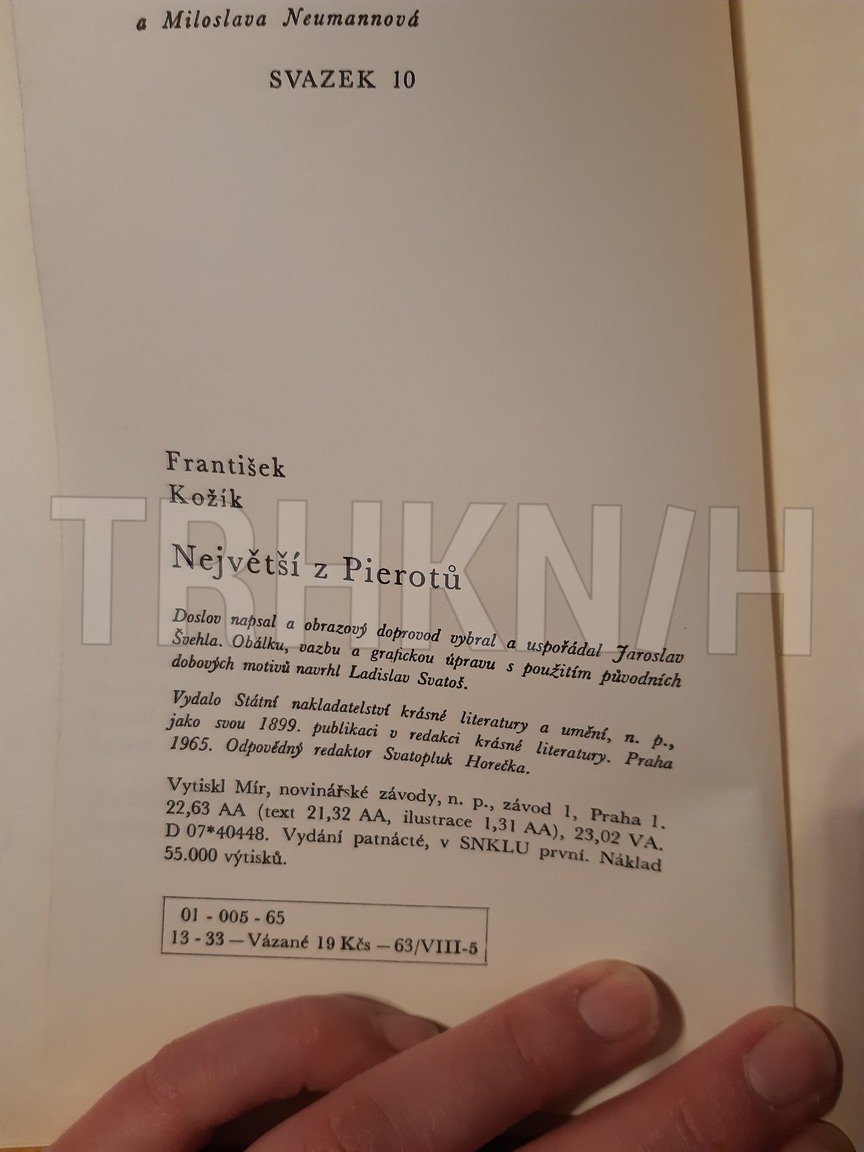 a Miloslava Neumannová
SVAZEK 10
František
Kožík
Největší z Pierotů
TRHKN/H
Doslov napsal a obrazový doprovod vybral a uspořádal Jaroslav
Švehla. Obálku, vazbu a grafickou úpravu s použitím původních
dobových motivů navrhl Ladislav Svatoš.
Vydalo Státní nakladatelství krásné literatury a umění, n. p.,
jako svou 1899. publikaci v redakci krásné literatury. Praha
1965. Odpovědný redaktor Svatopluk Horečka.
Vytiskl Mír, novinářské závody, n. p., závod 1, Praha 1.
22,63 AA (text 21,32 AA, ilustrace 1,31 AA), 23,02 VA.
D 07*40448. Vydání patnácté, v SNKLU první. Náklad
55.000 výtisků.
01 - 005 - 65
13 - 33 — Vázané 19 Kčs — 63/VIII-5